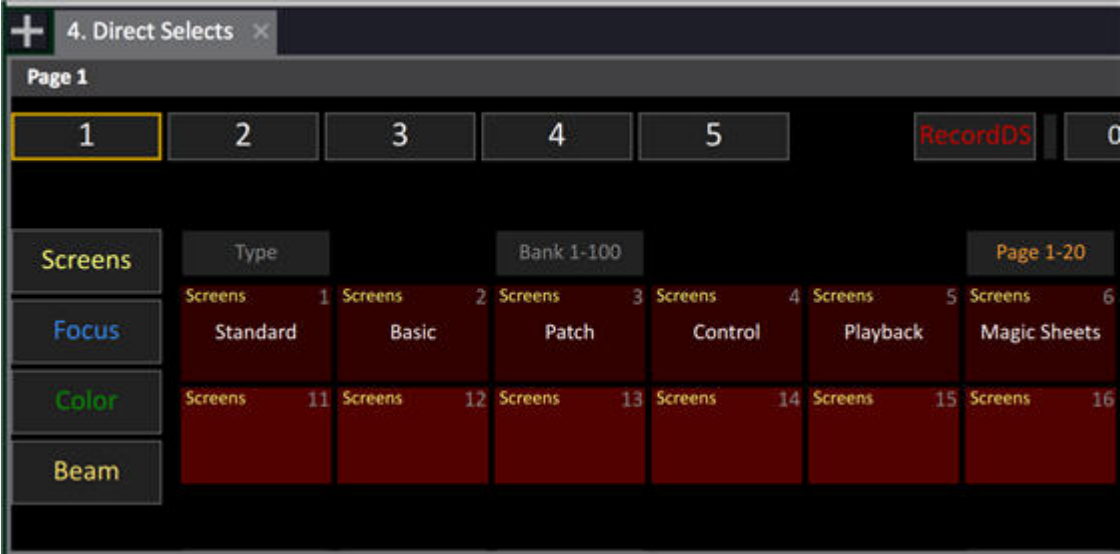 4. Direct Selects ×
Page 1
1 2 3 4 5 RecordDS 0
Screens Type Bank 1-100 Page 1-20
Screens 1 Screens 2 Screens 3 Screens 4 Screens 5 Screens 6
Focus Standard Basic Patch Control Playback Magic Sheets
Color Screens 11 Screens 12 Screens 13 Screens 14 Screens 15 Screens 16
Beam